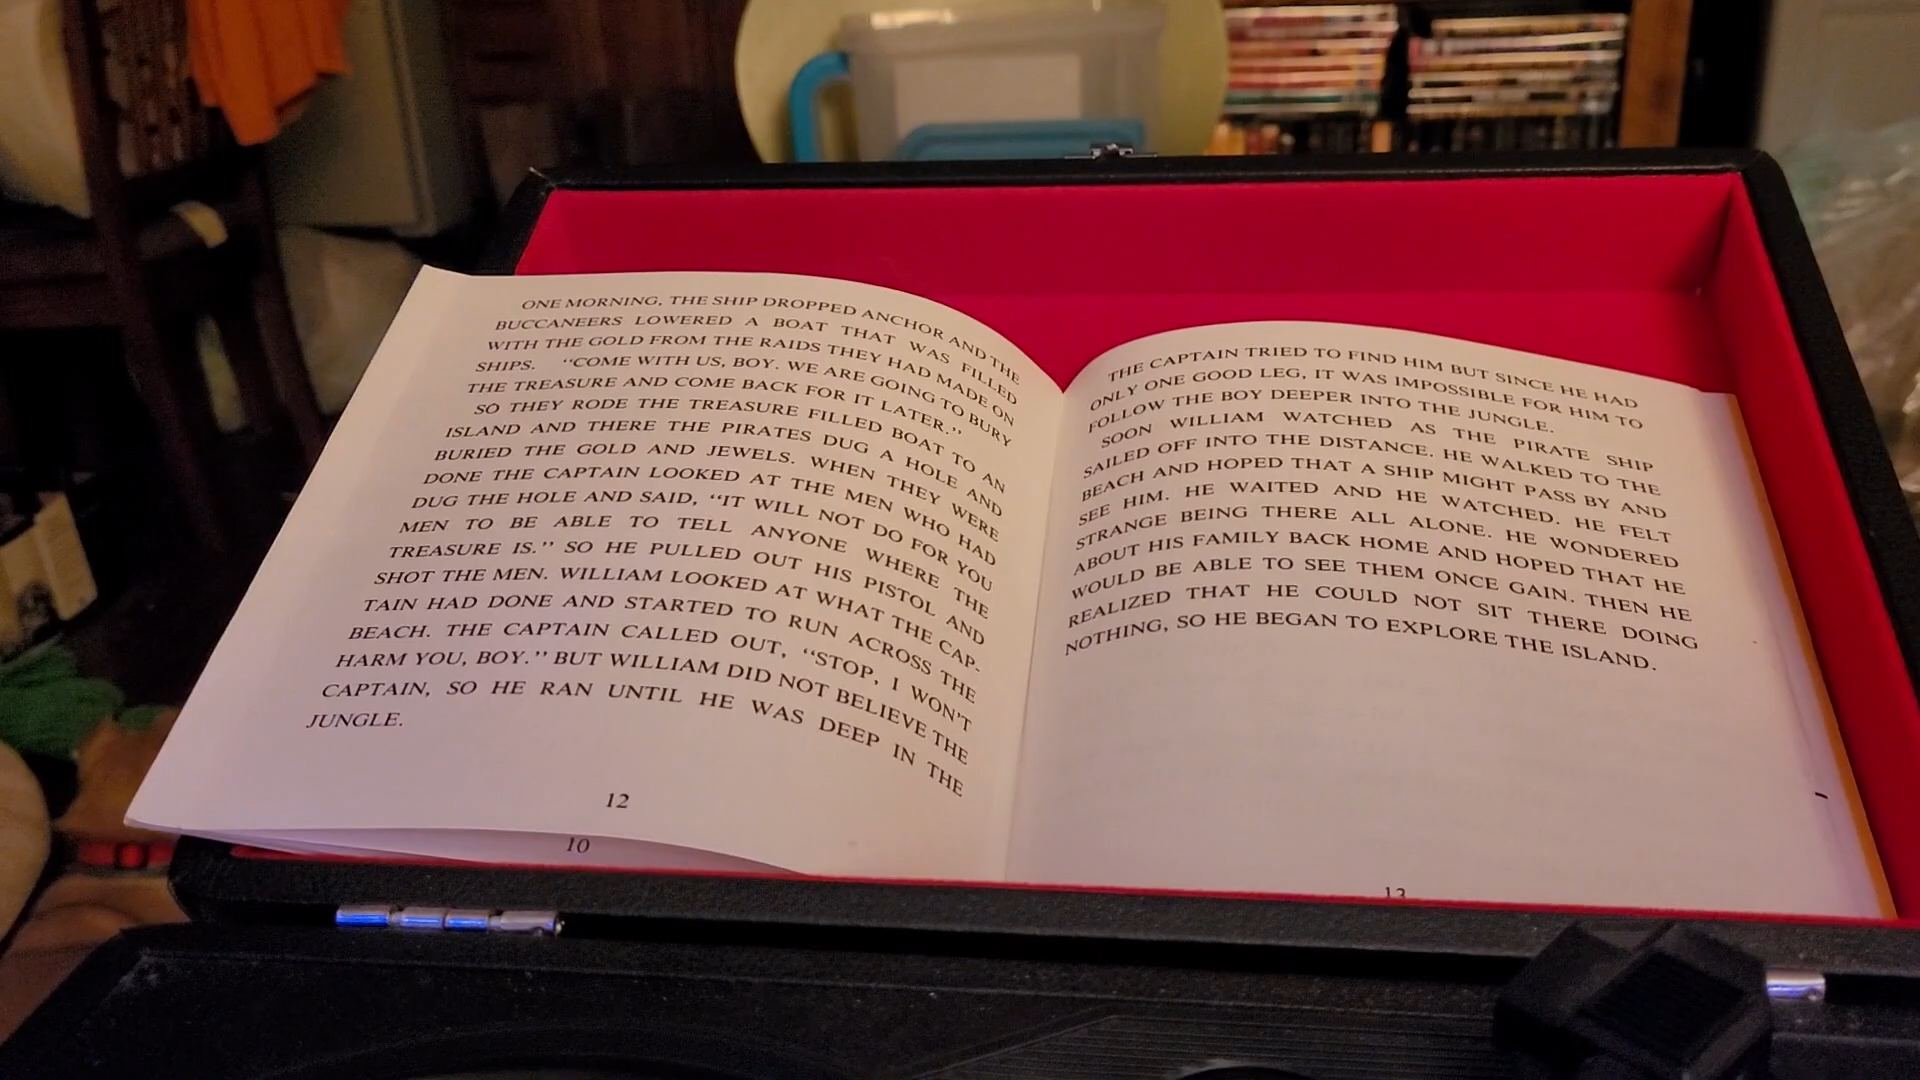 ONE MORNING, THE SHIP DROPPED ANCHOR AND THE
BUCCANEERS LOWERED A BOAT THAT WAS FILLED
WITH THE GOLD FROM THE RAIDS THEY HAD MADE ON
SHIPS. “COME WITH US, BOY. WE ARE GOING TO BURY
THE TREASURE AND COME BACK FOR IT LATER.”
SO THEY RODE THE TREASURE FILLED BOAT TO AN
ISLAND AND THERE THE PIRATES DUG A HOLE AND
BURIED THE GOLD AND JEWELS. WHEN THEY WERE
DONE THE CAPTAIN LOOKED AT THE MEN WHO HAD
DUG THE HOLE AND SAID, “IT WILL NOT DO FOR YOU
MEN TO BE ABLE TO TELL ANYONE WHERE THE
TREASURE IS.” SO HE PULLED OUT HIS PISTOL AND
SHOT THE MEN. WILLIAM LOOKED AT WHAT THE CAP-
TAIN HAD DONE AND STARTED TO RUN ACROSS THE
BEACH. THE CAPTAIN CALLED OUT, “STOP, I WON'T
HARM YOU, BOY.” BUT WILLIAM DID NOT BELIEVE THE
CAPTAIN, SO HE RAN UNTIL HE WAS DEEP IN THE
JUNGLE.
12
10
THE CAPTAIN TRIED TO FIND HIM BUT SINCE HE HAD
ONLY ONE GOOD LEG, IT WAS IMPOSSIBLE FOR HIM TO
FOLLOW THE BOY DEEPER INTO THE JUNGLE.
SOON WILLIAM WATCHED AS THE PIRATE SHIP
SAILED OFF INTO THE DISTANCE. HE WALKED TO THE
BEACH AND HOPED THAT A SHIP MIGHT PASS BY AND
SEE HIM. HE WAITED AND HE WATCHED. HE FELT
STRANGE BEING THERE ALL ALONE. HE WONDERED
ABOUT HIS FAMILY BACK HOME AND HOPED THAT HE
WOULD BE ABLE TO SEE THEM ONCE GAIN. THEN HE
REALIZED THAT HE COULD NOT SIT THERE DOING
NOTHING, SO HE BEGAN TO EXPLORE THE ISLAND.
13